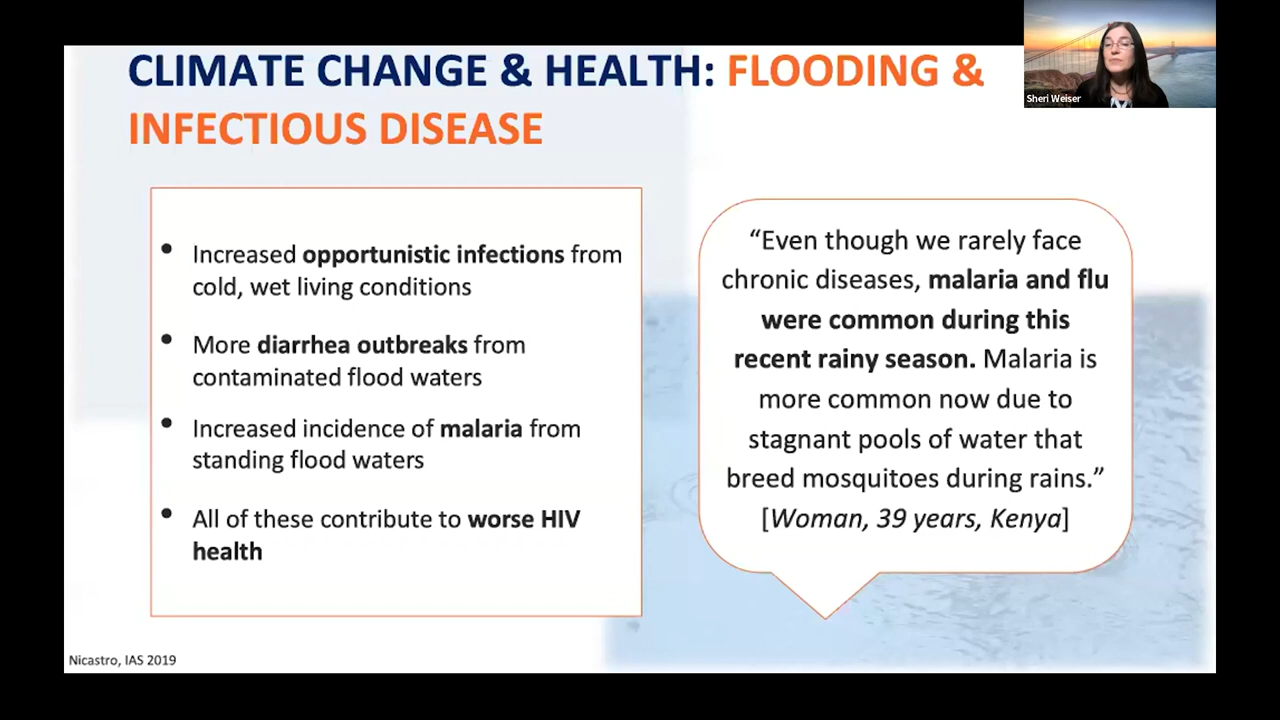 CLIMATE CHANGE & HEALTH: FLOODING &
INFECTIOUS DISEASE
Sheri Weiser
• Increased opportunistic infections from
cold, wet living conditions
• More diarrhea outbreaks from
contaminated flood waters
• Increased incidence of malaria from
standing flood waters
• All of these contribute to worse HIV
health
“Even though we rarely face
chronic diseases, malaria and flu
were common during this
recent rainy season. Malaria is
more common now due to
stagnant pools of water that
breed mosquitoes during rains.”
[Woman, 39 years, Kenya]
Nicastro, IAS 2019